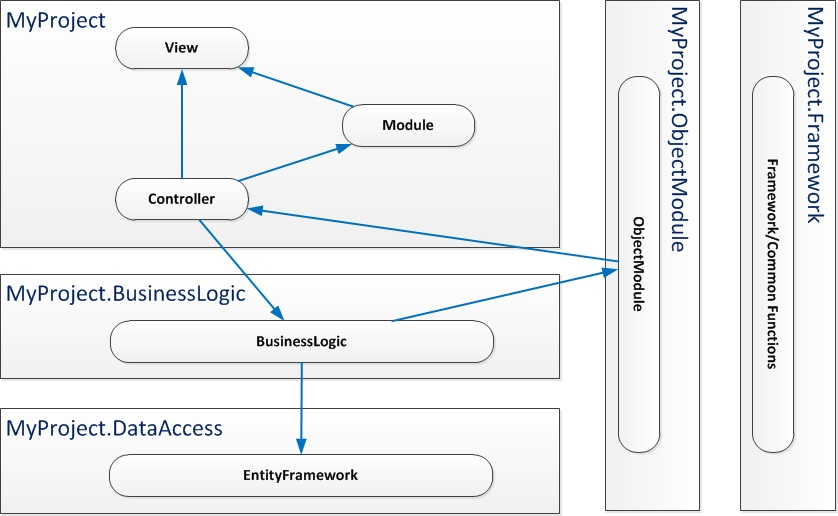 MyProject
View
Module
Controller
MyProject.BusinessLogic
BusinessLogic
MyProject.DataAccess
EntityFramework
MyProject.ObjectModule
ObjectModule
MyProject.Framework
Framework/Common Functions